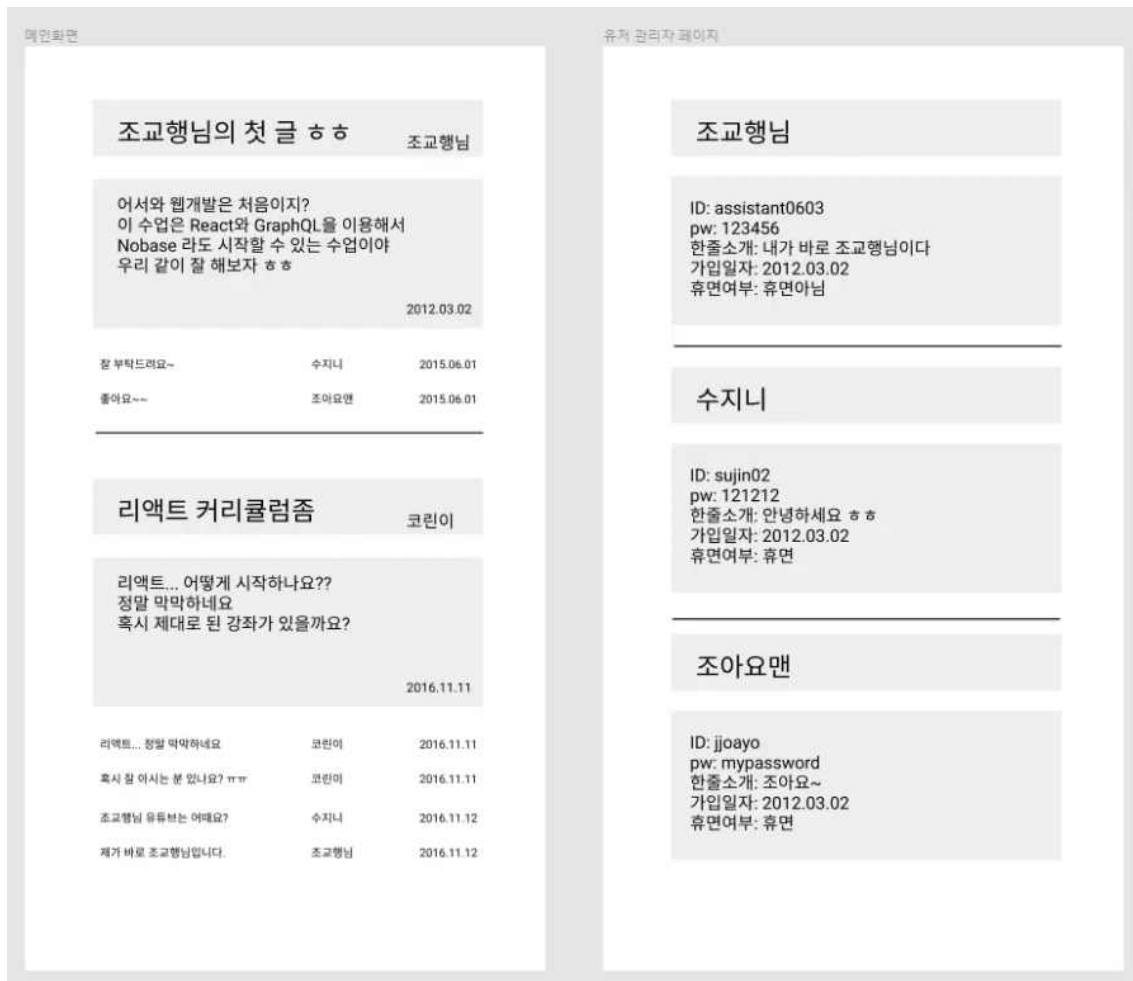 메인화면
조교행님의 첫 글 ㅎㅎ 조교행님
어서와 웹개발은 처음이지?
이 수업은 React와 GraphQL을 이용해서
Nobase 라도 시작할 수 있는 수업이야
우리 같이 잘 해보자 ㅎㅎ
2012.03.02
잘 부탁드려요~ 수지니 2015.06.01
좋아요~~ 조아요맨 2015.06.01
리액트 커리큘럼좀 코린이
리액트... 어떻게 시작하나요??
정말 막막하네요
혹시 제대로 된 강좌가 있을까요?
2016.11.11
리액트... 정말 막막하네요 코린이 2016.11.11
혹시 잘 아시는 분 있나요? ㅠㅠ 코린이 2016.11.11
조교행님 유튜브는 어때요? 수지니 2016.11.12
제가 바로 조교행님입니다. 조교행님 2016.11.12
유저 관리자 페이지
조교행님
ID: assistant0603
pw: 123456
한줄소개: 내가 바로 조교행님이다
가입일자: 2012.03.02
휴면여부: 휴면아님
수지니
ID: sujin02
pw: 121212
한줄소개: 안녕하세요 ㅎㅎ
가입일자: 2012.03.02
휴면여부: 휴면
조아요맨
ID: jjoayo
pw: mypassword
한줄소개: 조아요~
가입일자: 2012.03.02
휴면여부: 휴면